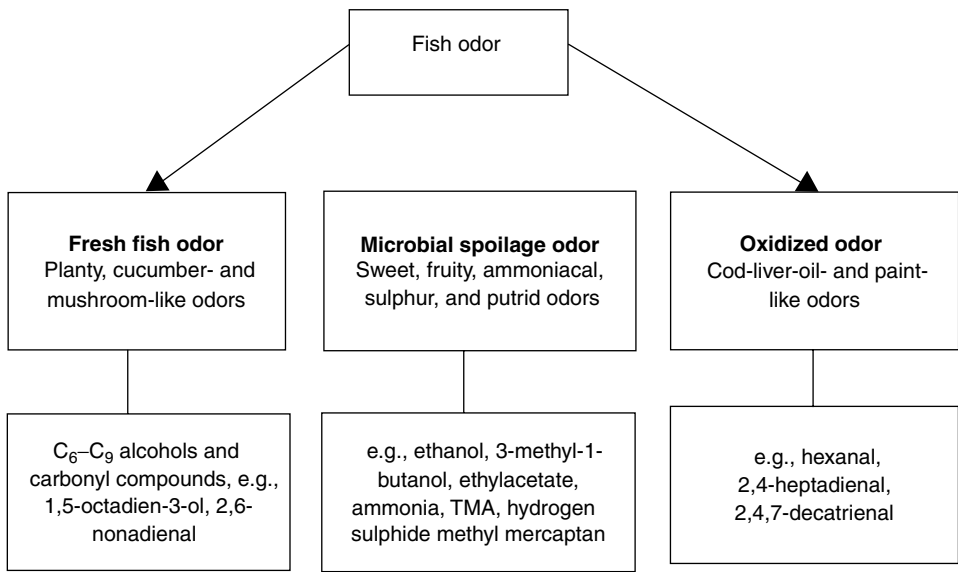 Fish odor
Fresh fish odor
Planty, cucumber- and
mushroom-like odors
Microbial spoilage odor
Sweet, fruity, ammoniacal,
sulphur, and putrid odors
Oxidized odor
Cod-liver-oil- and paint-
like odors
C₆–C₉ alcohols and
carbonyl compounds, e.g.,
1,5-octadien-3-ol, 2,6-
nonadienal
e.g., ethanol, 3-methyl-1-
butanol, ethylacetate,
ammonia, TMA, hydrogen
sulphide methyl mercaptan
e.g., hexanal,
2,4-heptadienal,
2,4,7-decatrienal